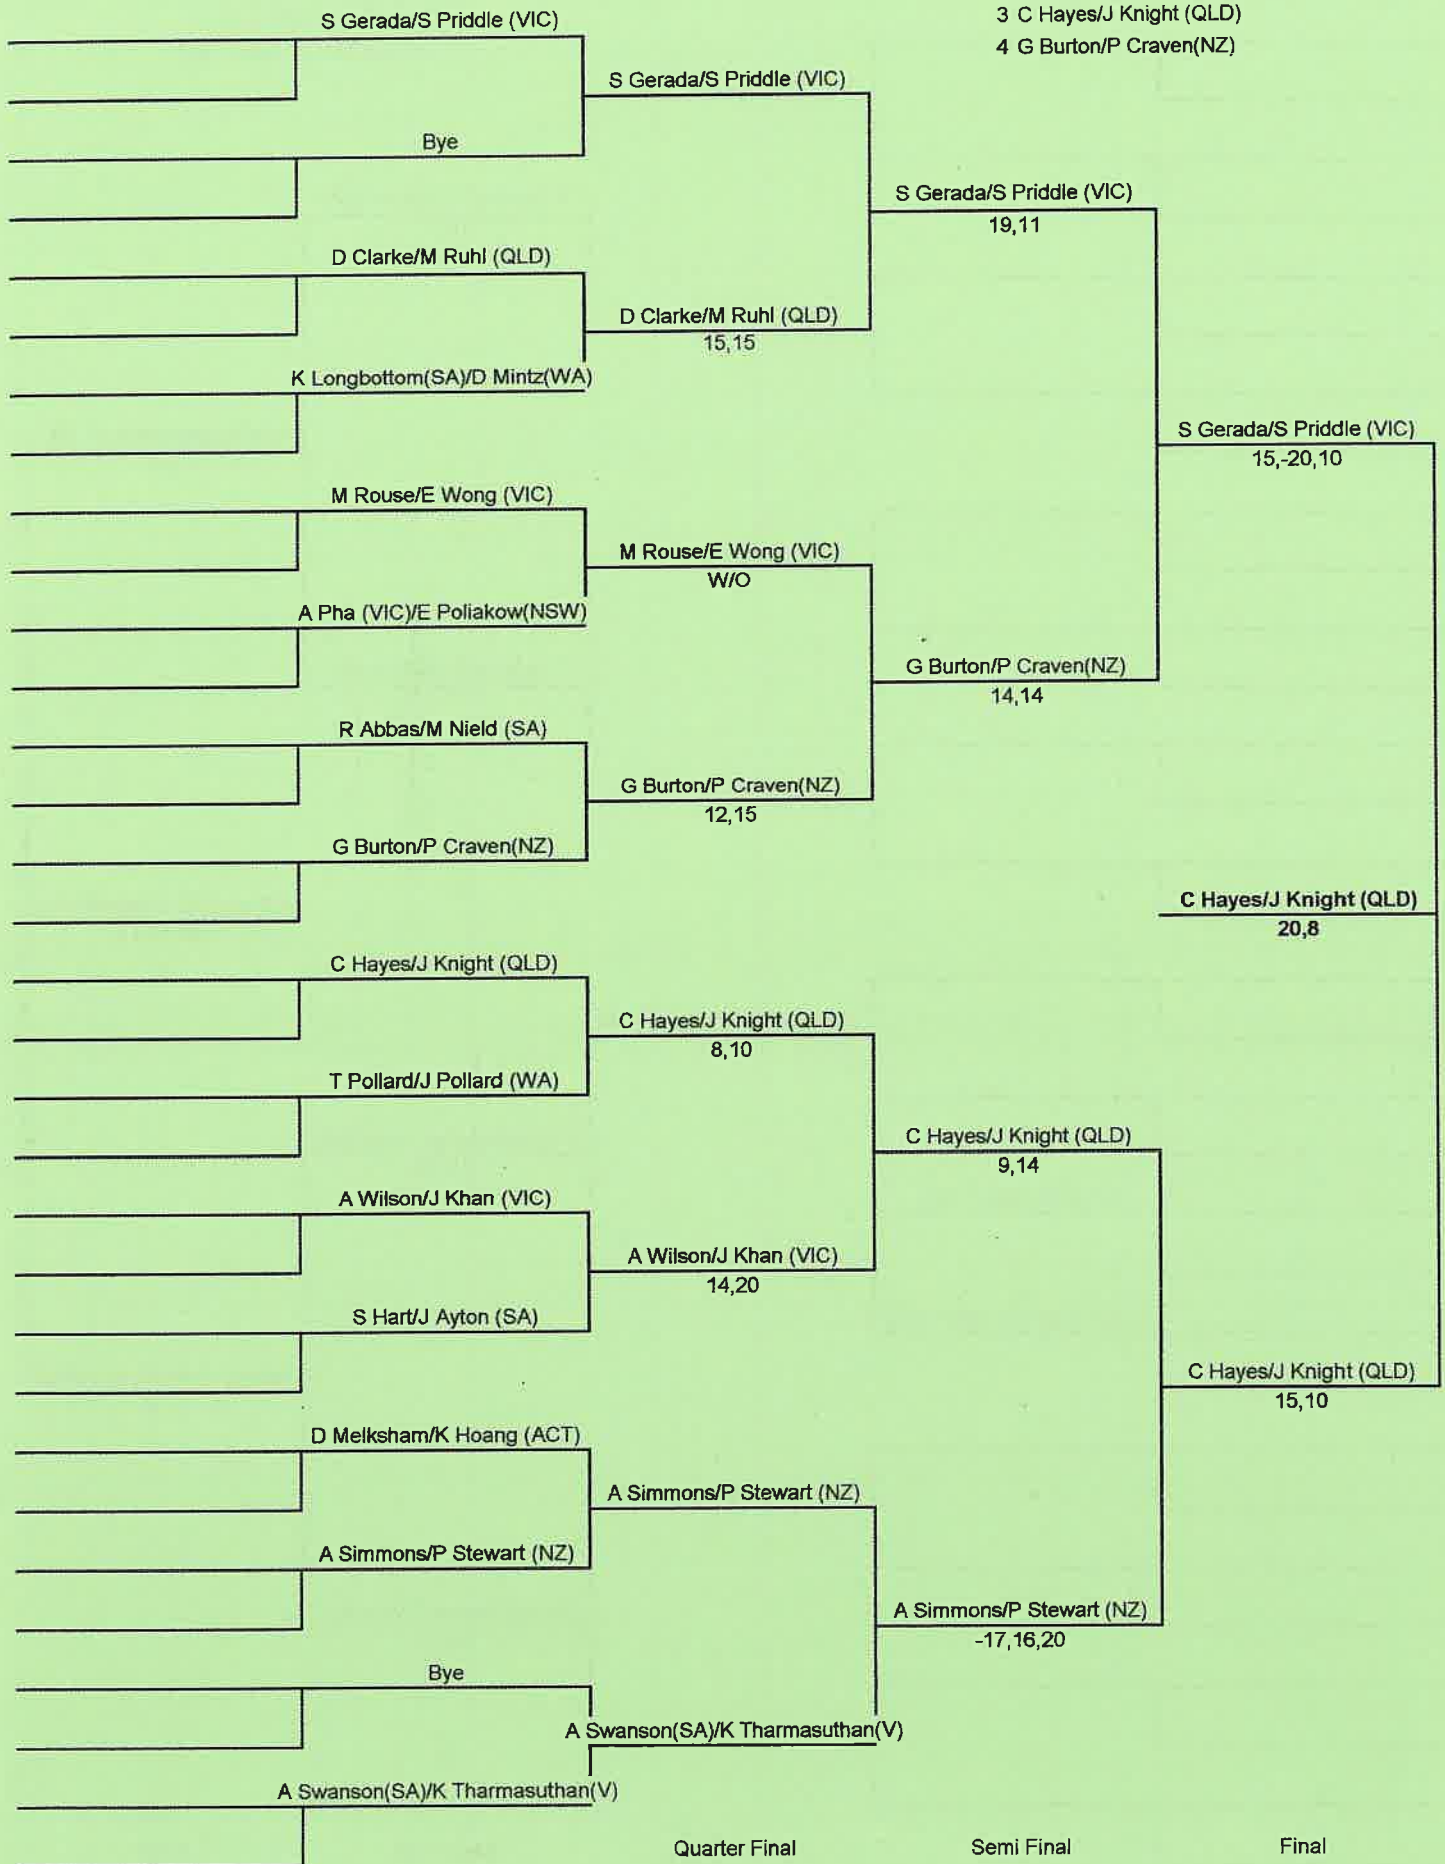 3 C Hayes/J Knight (QLD)
4 G Burton/P Craven(NZ)
S Gerada/S Priddle (VIC)
S Gerada/S Priddle (VIC)
Bye
S Gerada/S Priddle (VIC)
19,11
D Clarke/M Ruhl (QLD)
D Clarke/M Ruhl (QLD)
15,15
K Longbottom(SA)/D Mintz(WA)
S Gerada/S Priddle (VIC)
15,-20,10
M Rouse/E Wong (VIC)
M Rouse/E Wong (VIC)
W/O
A Pha (VIC)/E Poliakow(NSW)
G Burton/P Craven(NZ)
14,14
R Abbas/M Nield (SA)
G Burton/P Craven(NZ)
12,15
G Burton/P Craven(NZ)
C Hayes/J Knight (QLD)
20,8
C Hayes/J Knight (QLD)
C Hayes/J Knight (QLD)
8,10
T Pollard/J Pollard (WA)
C Hayes/J Knight (QLD)
9,14
A Wilson/J Khan (VIC)
A Wilson/J Khan (VIC)
14,20
S Hart/J Ayton (SA)
C Hayes/J Knight (QLD)
15,10
D Melksham/K Hoang (ACT)
A Simmons/P Stewart (NZ)
A Simmons/P Stewart (NZ)
A Simmons/P Stewart (NZ)
-17,16,20
Bye
A Swanson(SA)/K Tharmasuthan(V)
A Swanson(SA)/K Tharmasuthan(V)
Quarter Final
Semi Final
Final